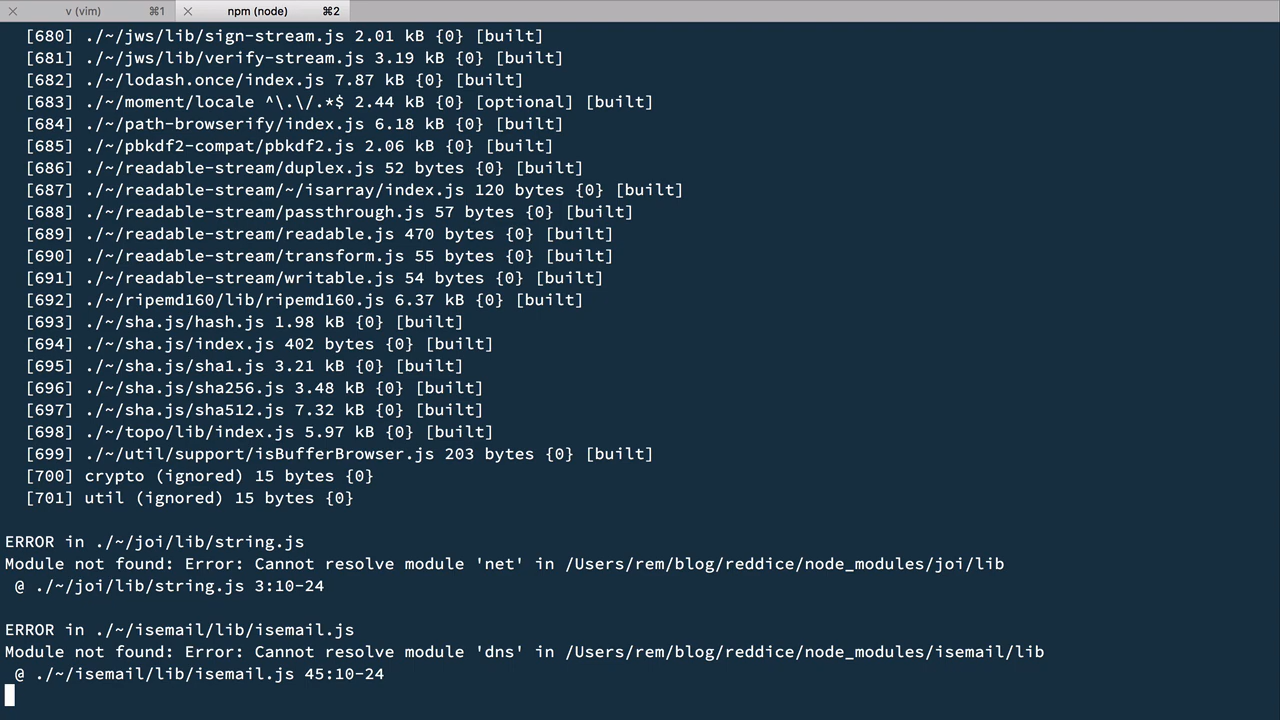 v (vim) ⌘1 npm (node) ⌘2
[680] ./~/jws/lib/sign-stream.js 2.01 kB {0} [built]
[681] ./~/jws/lib/verify-stream.js 3.19 kB {0} [built]
[682] ./~/lodash.once/index.js 7.87 kB {0} [built]
[683] ./~/moment/locale ^\.\/.*$ 2.44 kB {0} [optional] [built]
[684] ./~/path-browserify/index.js 6.18 kB {0} [built]
[685] ./~/pbkdf2-compat/pbkdf2.js 2.06 kB {0} [built]
[686] ./~/readable-stream/duplex.js 52 bytes {0} [built]
[687] ./~/readable-stream/~/isarray/index.js 120 bytes {0} [built]
[688] ./~/readable-stream/passthrough.js 57 bytes {0} [built]
[689] ./~/readable-stream/readable.js 470 bytes {0} [built]
[690] ./~/readable-stream/transform.js 55 bytes {0} [built]
[691] ./~/readable-stream/writable.js 54 bytes {0} [built]
[692] ./~/ripemd160/lib/ripemd160.js 6.37 kB {0} [built]
[693] ./~/sha.js/hash.js 1.98 kB {0} [built]
[694] ./~/sha.js/index.js 402 bytes {0} [built]
[695] ./~/sha.js/sha1.js 3.21 kB {0} [built]
[696] ./~/sha.js/sha256.js 3.48 kB {0} [built]
[697] ./~/sha.js/sha512.js 7.32 kB {0} [built]
[698] ./~/topo/lib/index.js 5.97 kB {0} [built]
[699] ./~/util/support/isBufferBrowser.js 203 bytes {0} [built]
[700] crypto (ignored) 15 bytes {0}
[701] util (ignored) 15 bytes {0}
ERROR in ./~/joi/lib/string.js
Module not found: Error: Cannot resolve module 'net' in /Users/rem/blog/reddice/node_modules/joi/lib
@ ./~/joi/lib/string.js 3:10-24
ERROR in ./~/isemail/lib/isemail.js
Module not found: Error: Cannot resolve module 'dns' in /Users/rem/blog/reddice/node_modules/isemail/lib
@ ./~/isemail/lib/isemail.js 45:10-24